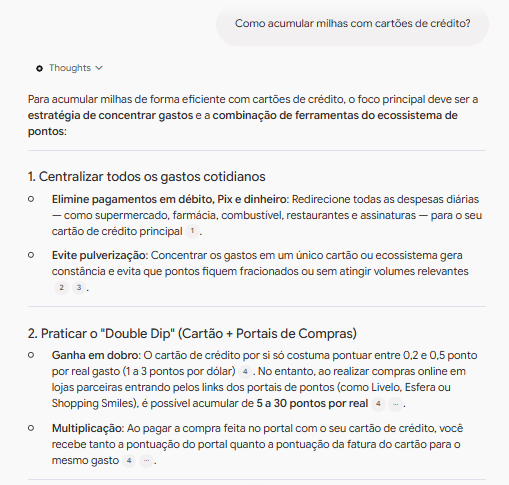 Como acumular milhas com cartões de crédito?
Thoughts
Para acumular milhas de forma eficiente com cartões de crédito, o foco principal deve ser a
estratégia de concentrar gastos e a combinação de ferramentas do ecossistema de
pontos:
1. Centralizar todos os gastos cotidianos
Elimine pagamentos em débito, Pix e dinheiro: Redirecione todas as despesas diárias
— como supermercado, farmácia, combustível, restaurantes e assinaturas — para o seu
cartão de crédito principal 1 .
Evite pulverização: Concentrar os gastos em um único cartão ou ecossistema gera
constância e evita que pontos fiquem fracionados ou sem atingir volumes relevantes
2 3 .
2. Praticar o "Double Dip" (Cartão + Portais de Compras)
Ganha em dobro: O cartão de crédito por si só costuma pontuar entre 0,2 e 0,5 ponto
por real gasto (1 a 3 pontos por dólar) 4 . No entanto, ao realizar compras online em
lojas parceiras entrando pelos links dos portais de pontos (como Livelo, Esfera ou
Shopping Smiles), é possível acumular de 5 a 30 pontos por real 4 ... .
Multiplicação: Ao pagar a compra feita no portal com o seu cartão de crédito, você
recebe tanto a pontuação do portal quanto a pontuação da fatura do cartão para o
mesmo gasto 4 ... .